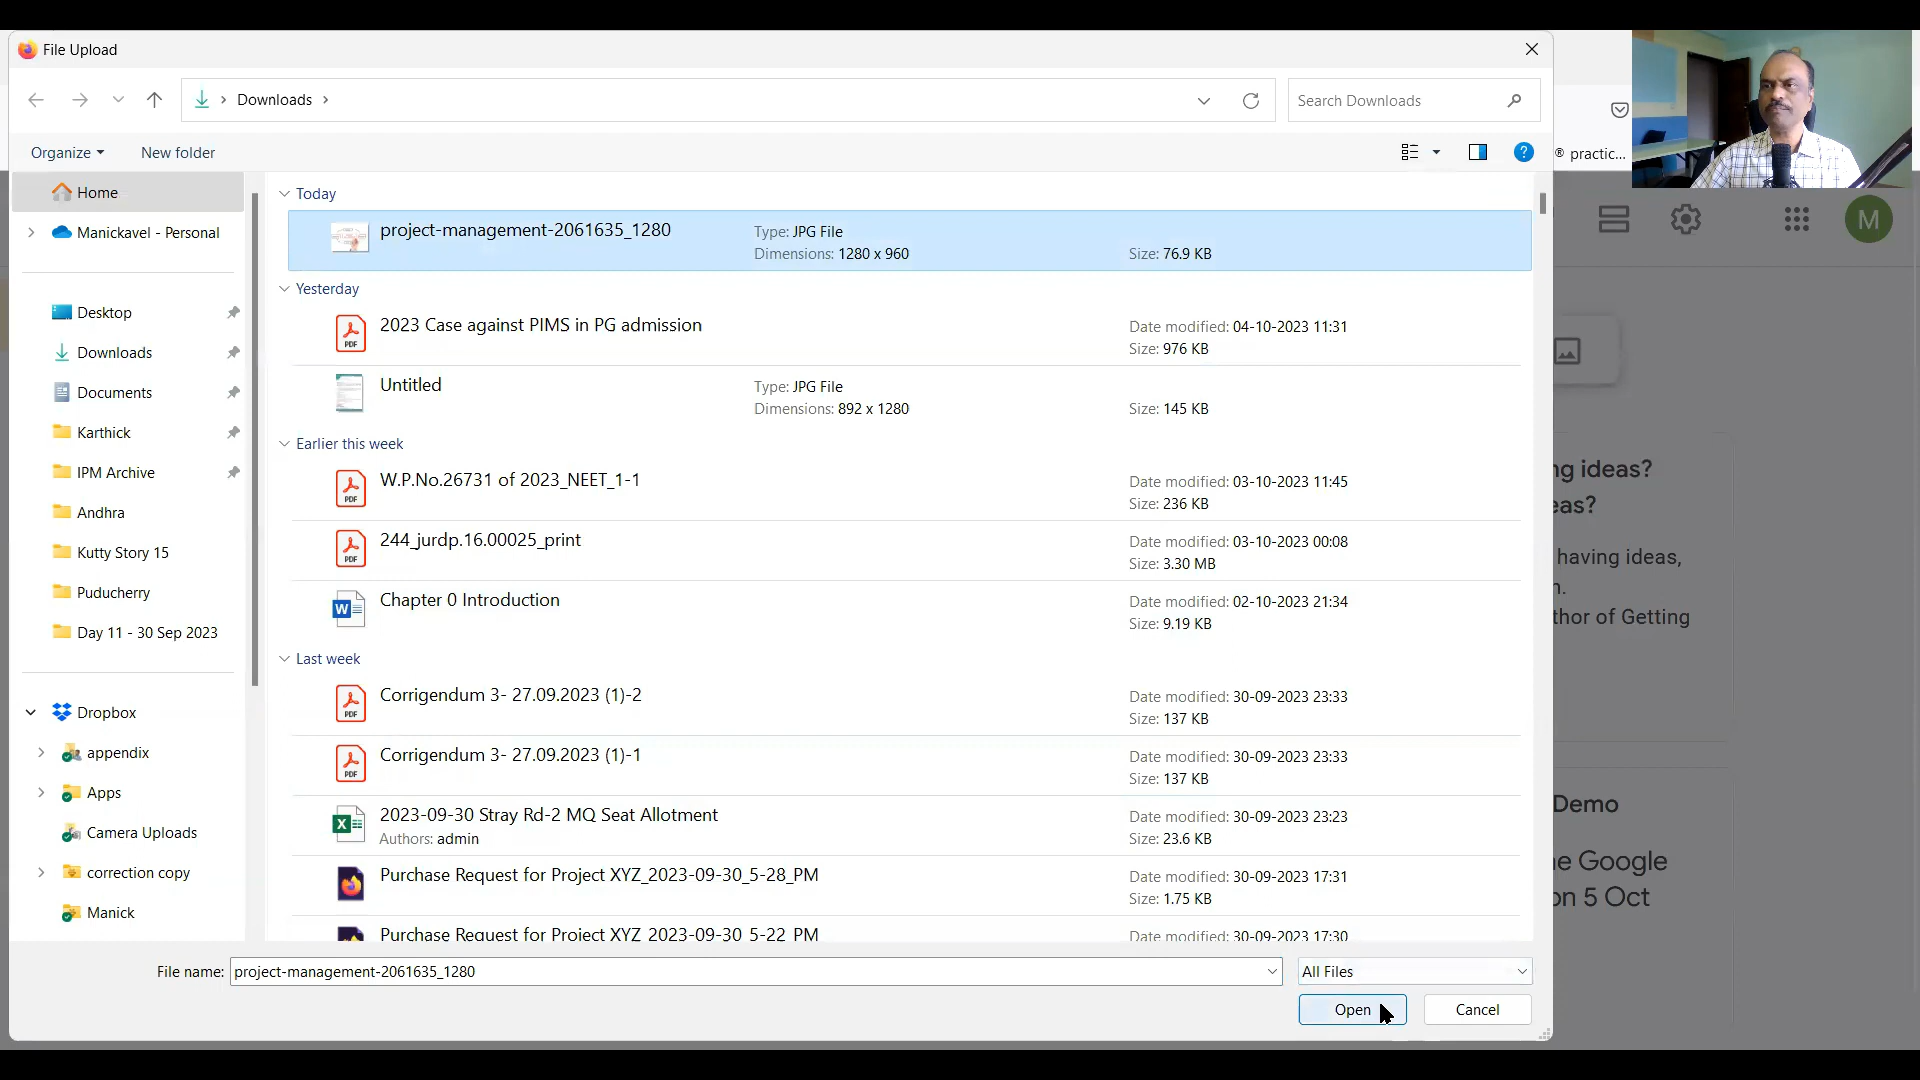 File Upload
Downloads
Search Downloads
Organize
New folder
® practic...
M
Home
Manickavel - Personal
Desktop
Downloads
Documents
Karthick
IPM Archive
Andhra
Kutty Story 15
Puducherry
Day 11 - 30 Sep 2023
Dropbox
appendix
Apps
Camera Uploads
correction copy
Manick
Today
project-management-2061635_1280
Type: JPG File
Dimensions: 1280 x 960
Size: 76.9 KB
Yesterday
2023 Case against PIMS in PG admission
Date modified: 04-10-2023 11:31
Size: 976 KB
Untitled
Type: JPG File
Dimensions: 892 x 1280
Size: 145 KB
Earlier this week
W.P.No.26731 of 2023_NEET_1-1
Date modified: 03-10-2023 11:45
Size: 236 KB
244_jurdp.16.00025_print
Date modified: 03-10-2023 00:08
Size: 3.30 MB
Chapter 0 Introduction
Date modified: 02-10-2023 21:34
Size: 9.19 KB
Last week
Corrigendum 3- 27.09.2023 (1)-2
Date modified: 30-09-2023 23:33
Size: 137 KB
Corrigendum 3- 27.09.2023 (1)-1
Date modified: 30-09-2023 23:33
Size: 137 KB
2023-09-30 Stray Rd-2 MQ Seat Allotment
Authors: admin
Date modified: 30-09-2023 23:23
Size: 23.6 KB
Purchase Request for Project XYZ_2023-09-30_5-28_PM
Date modified: 30-09-2023 17:31
Size: 1.75 KB
Purchase Request for Project XYZ_2023-09-30_5-22_PM
Date modified: 30-09-2023 17:30
ng ideas?
eas?
having ideas,
n.
thor of Getting
Demo
ne Google
on 5 Oct
File name: project-management-2061635_1280
All Files
Open
Cancel